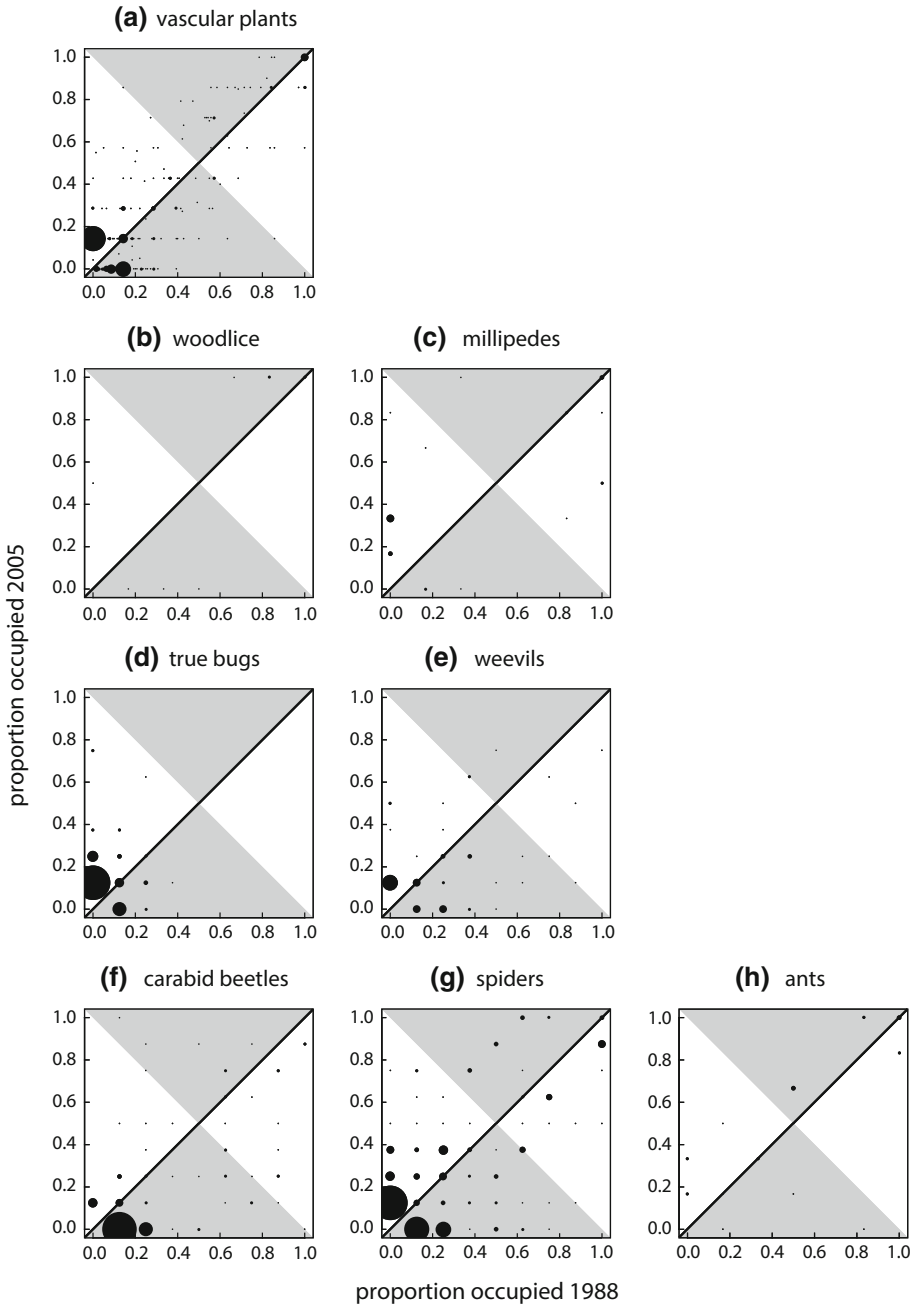 (a) vascular plants
1.0
0.8
0.6
0.4
0.2
0.0
0.0 0.2 0.4 0.6 0.8 1.0
(b) woodlice
(c) millipedes
1.0 1.0
0.8 0.8
0.6 0.6
0.4 0.4
0.2 0.2
0.0 0.0
0.0 0.2 0.4 0.6 0.8 1.0 0.0 0.2 0.4 0.6 0.8 1.0
proportion occupied 2005
(d) true bugs
(e) weevils
1.0 1.0
0.8 0.8
0.6 0.6
0.4 0.4
0.2 0.2
0.0 0.0
0.0 0.2 0.4 0.6 0.8 1.0 0.0 0.2 0.4 0.6 0.8 1.0
(f) carabid beetles
(g) spiders
(h) ants
1.0 1.0 1.0
0.8 0.8 0.8
0.6 0.6 0.6
0.4 0.4 0.4
0.2 0.2 0.2
0.0 0.0 0.0
0.0 0.2 0.4 0.6 0.8 1.0 0.0 0.2 0.4 0.6 0.8 1.0 0.0 0.2 0.4 0.6 0.8 1.0
proportion occupied 1988